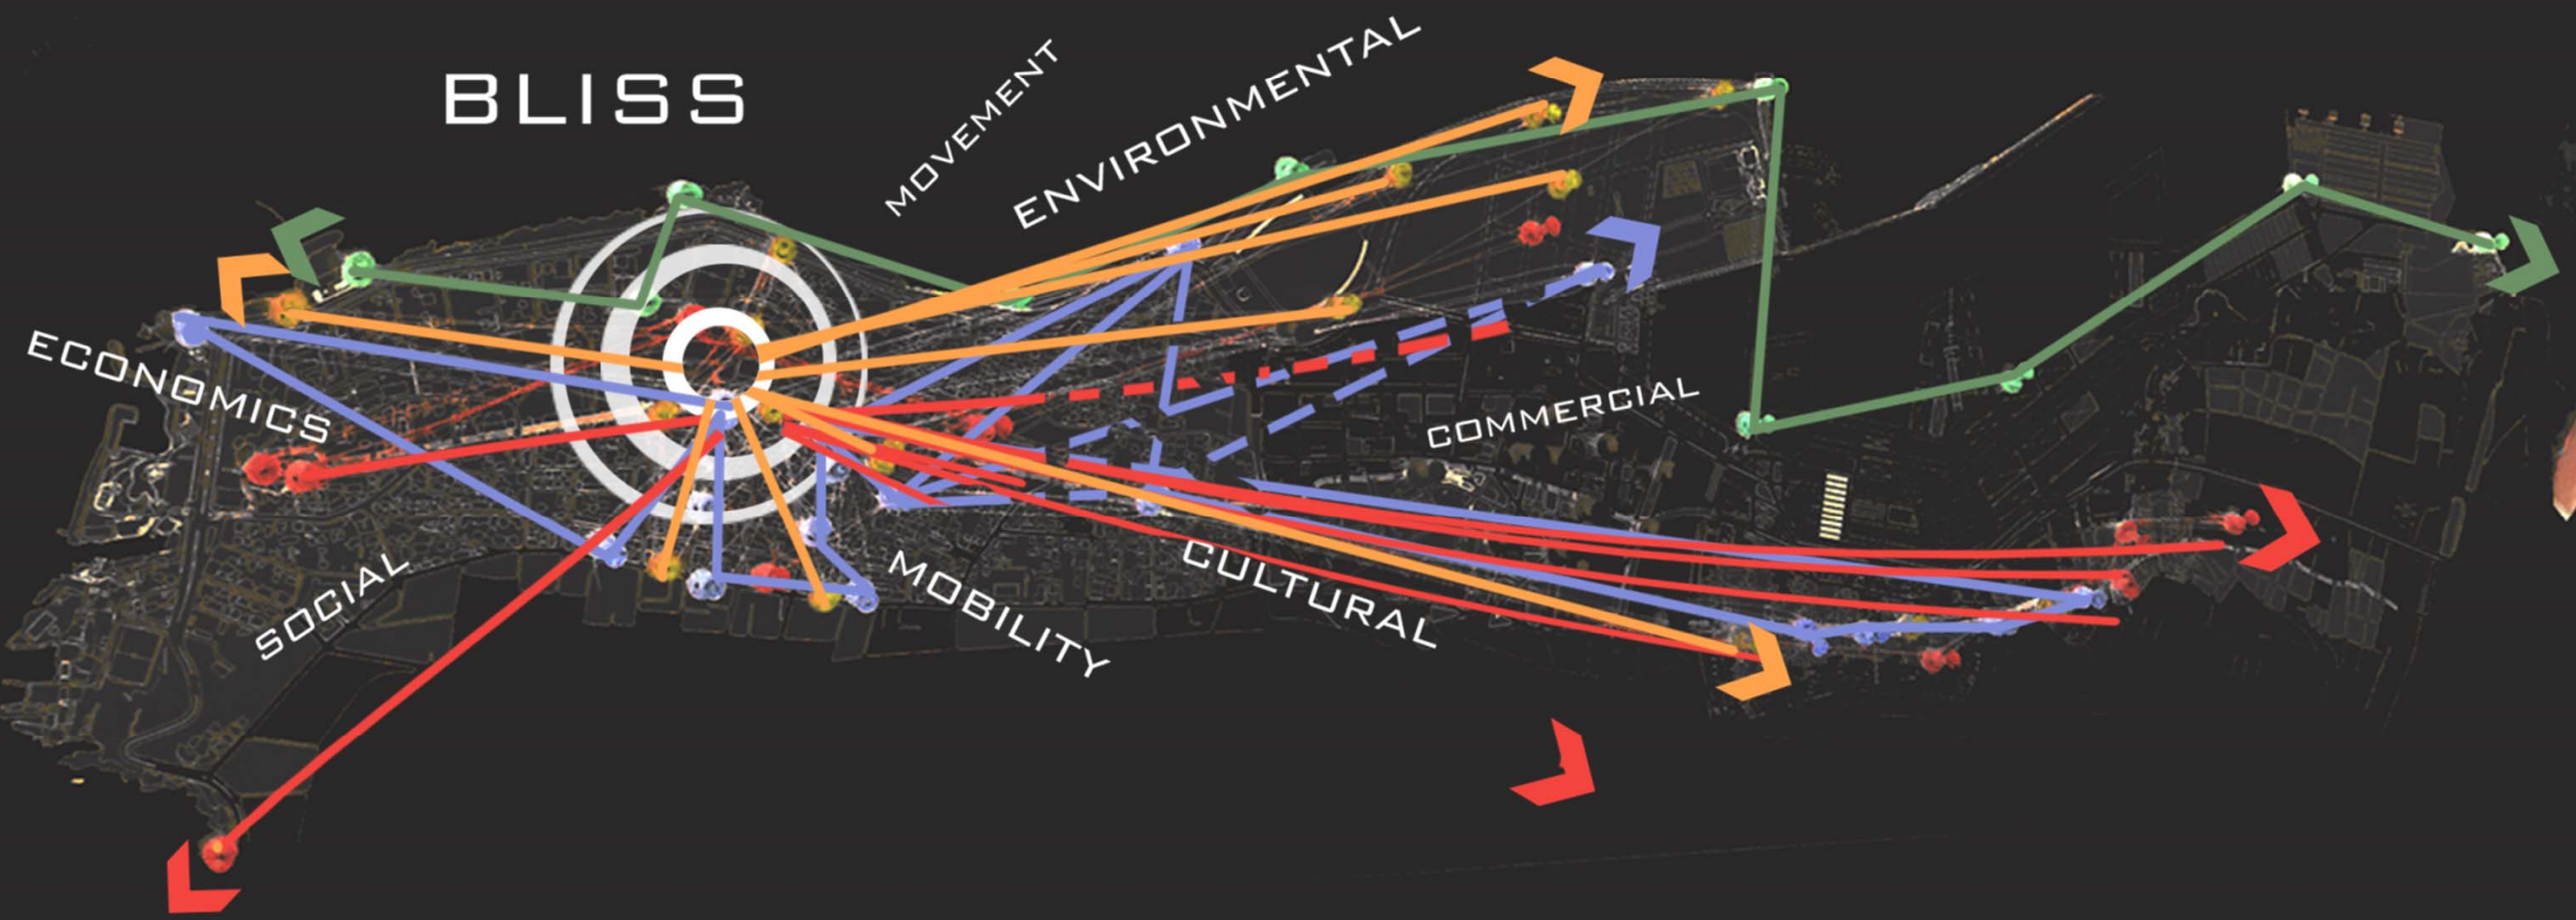 BLISS
MOVEMENT
ENVIRONMENTAL
ECONOMICS
COMMERCIAL
SOCIAL
MOBILITY
CULTURAL